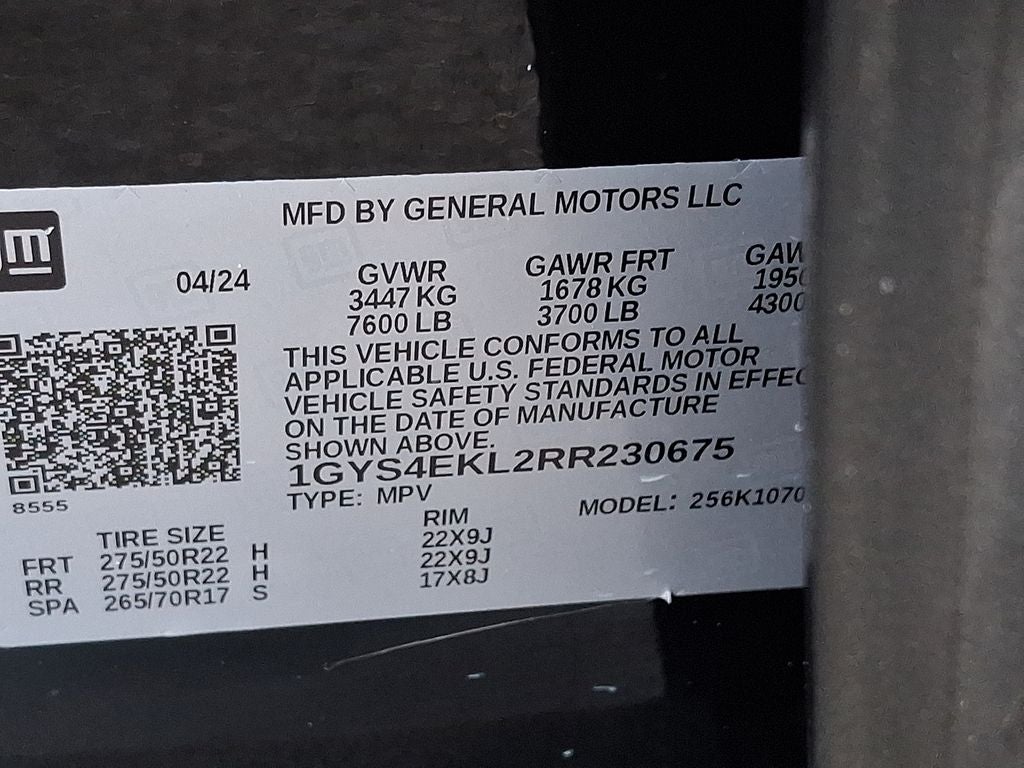 MFD BY GENERAL MOTORS LLC
gm
04/24
GVWR GAWR FRT
3447 KG 1678 KG
7600 LB 3700 LB 4300
THIS VEHICLE CONFORMS TO ALL
APPLICABLE U.S. FEDERAL MOTOR
VEHICLE SAFETY STANDARDS IN
ON THE DATE OF MANUFACTURE
SHOWN ABOVE.
1GYS4EKL2RR230675
TYPE: MPV MODEL: 256K1070
8555
TIRE SIZE RIM
FRT 275/50R22 H 22X9J
RR 275/50R22 H 22X9J
SPA 265/70R17 S 17X8J